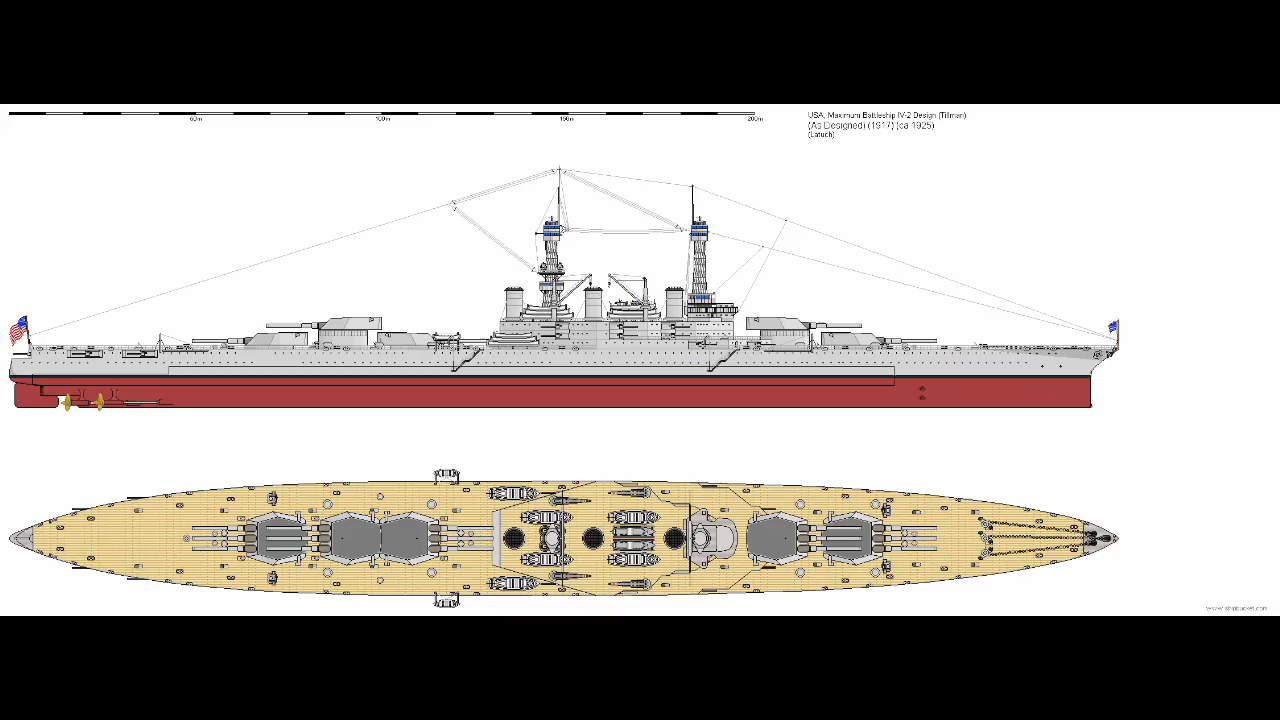 50m
100m
150m
200m
USA, Maximum Battleship IV-2 Design (Tillman)
(As Designed) (1917) (ca 1925)
(Latuch)
www.shipbucket.com